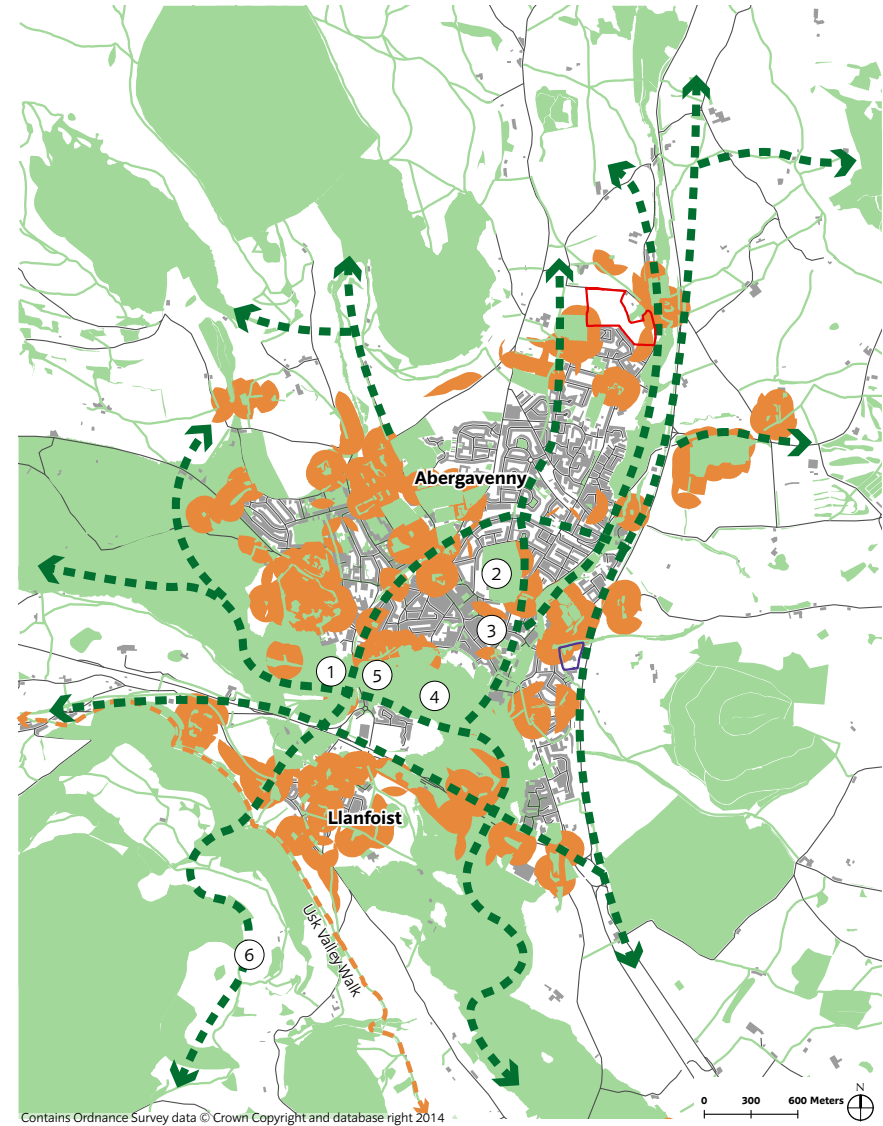 Abergavenny
2
3
1
5
4
Llanfoist
Usk Valley Walk
6
N
0 300 600 Meters
Contains Ordnance Survey data © Crown Copyright and database right 2014